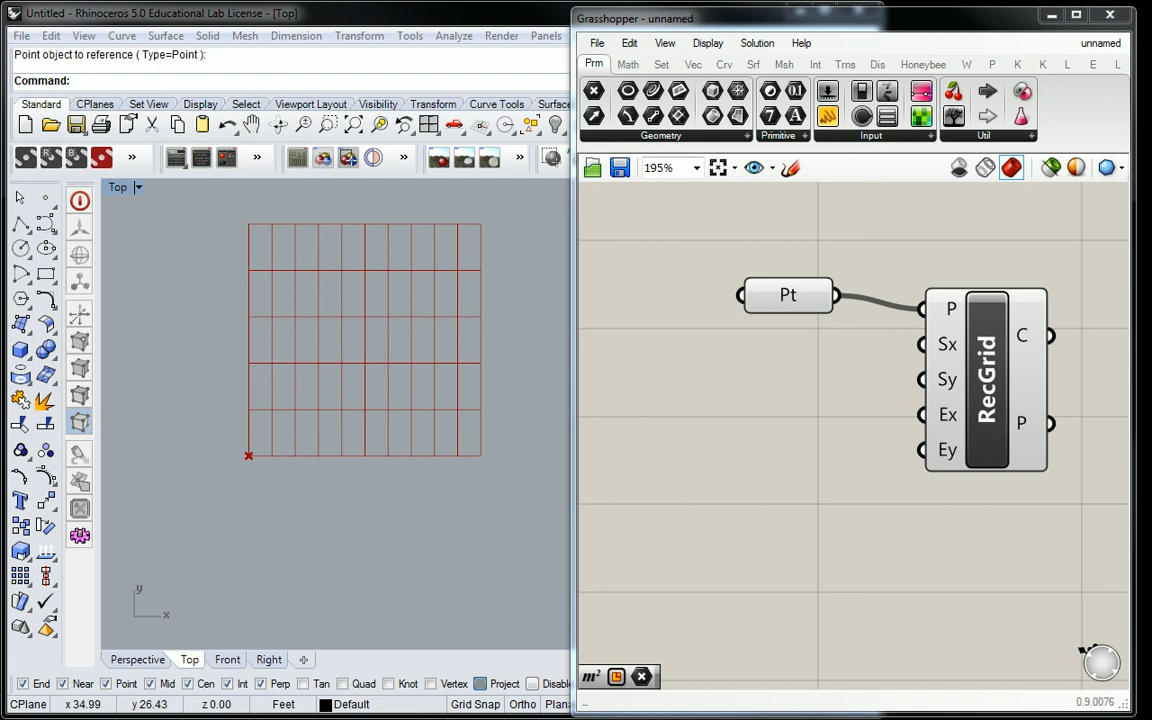 Untitled - Rhinoceros 5.0 Educational Lab License - [Top]
File Edit View Curve Surface Solid Mesh Dimension Transform Tools Analyze Render Panels
Point object to reference ( Type=Point ):
Command:
Standard CPlanes Set View Display Select Viewport Layout Visibility Transform Curve Tools Surface
» » » »
Top
y
x
Perspective Top Front Right
End Near Point Mid Cen Int Perp Tan Quad Knot Vertex Project Disable
CPlane x 34.99 y 26.43 z 0.00 Feet Default Grid Snap Ortho Plana
Grasshopper - unnamed
File Edit View Display Solution Help unnamed
Prm Math Set Vec Crv Srf Msh Int Trns Dis Honeybee W P K K L E L
Geometry Primitive Input Util
195%
Pt
P
Sx
Sy
Ex
Ey
RecGrid
C
P
m²
0.9.0076